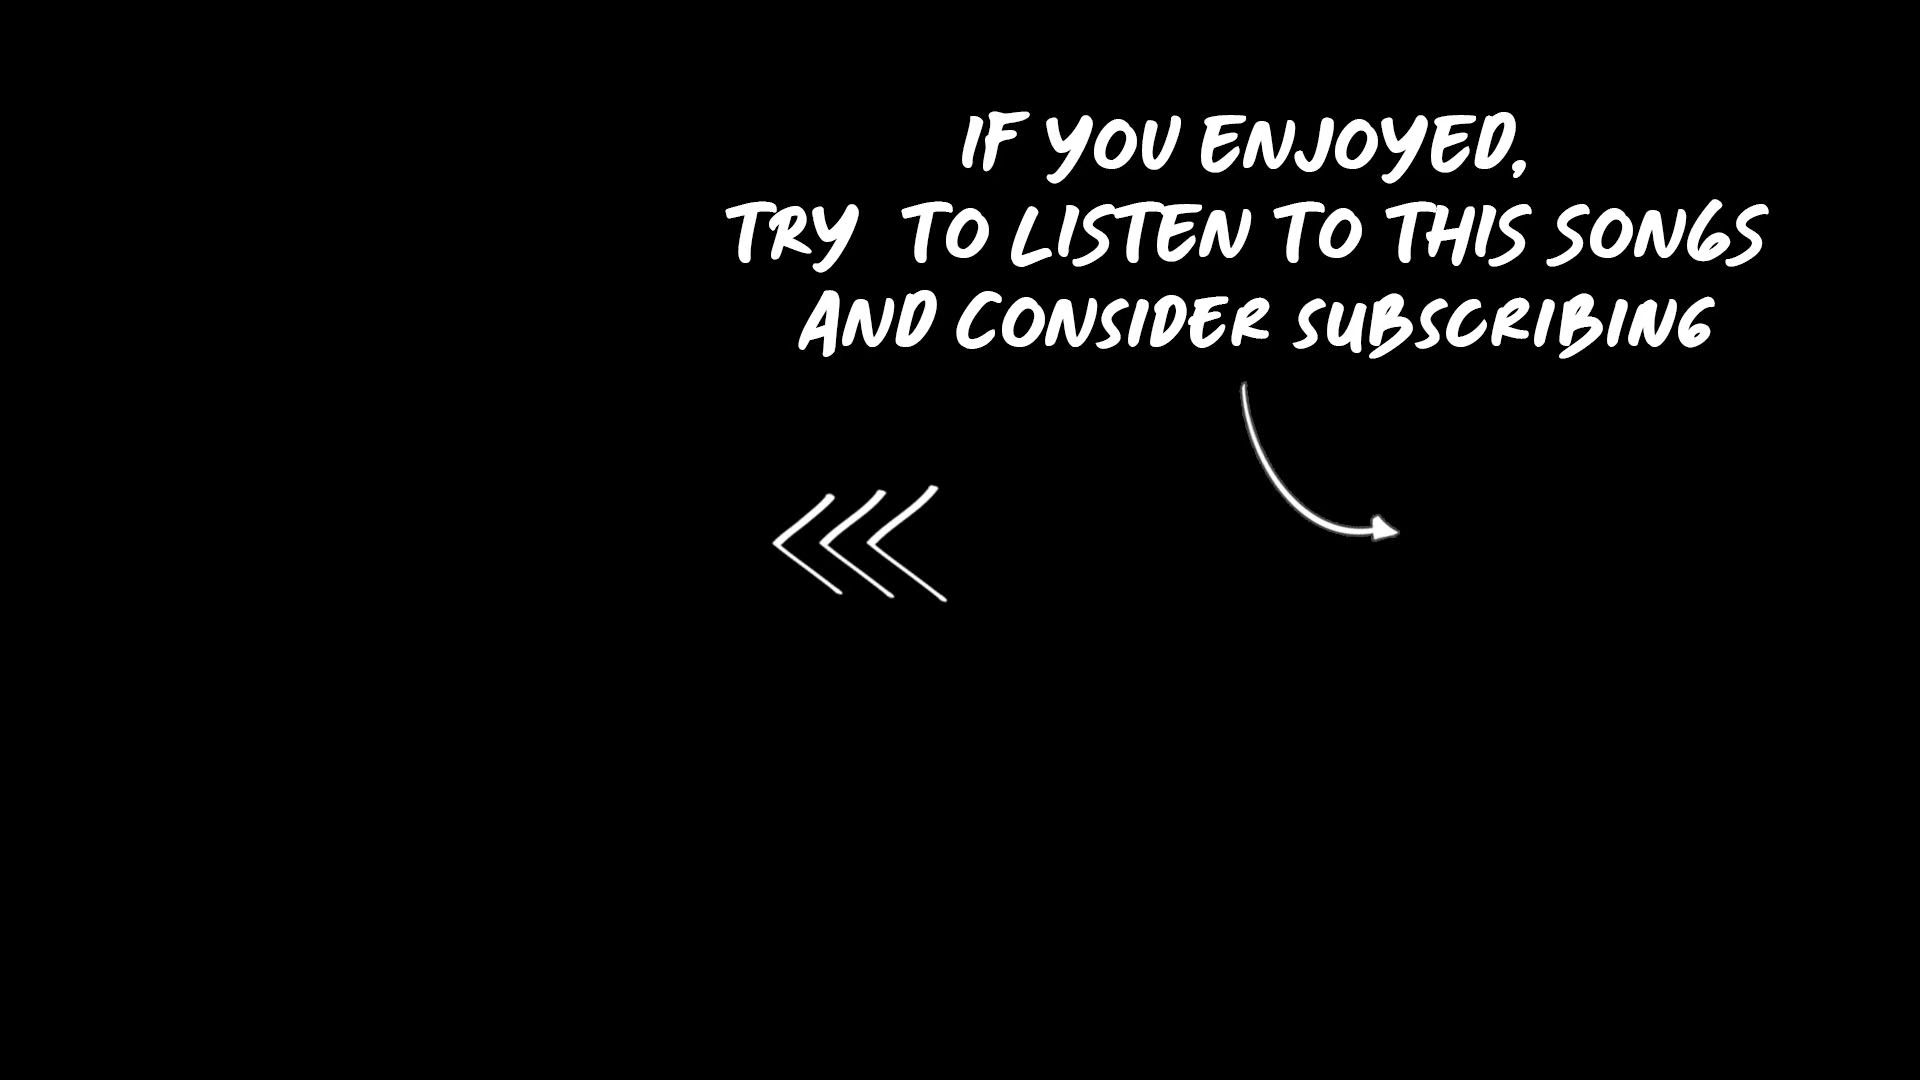 IF YOU ENJOYED,
TRY TO LISTEN TO THIS SONGS
AND CONSIDER SUBSCRIBING